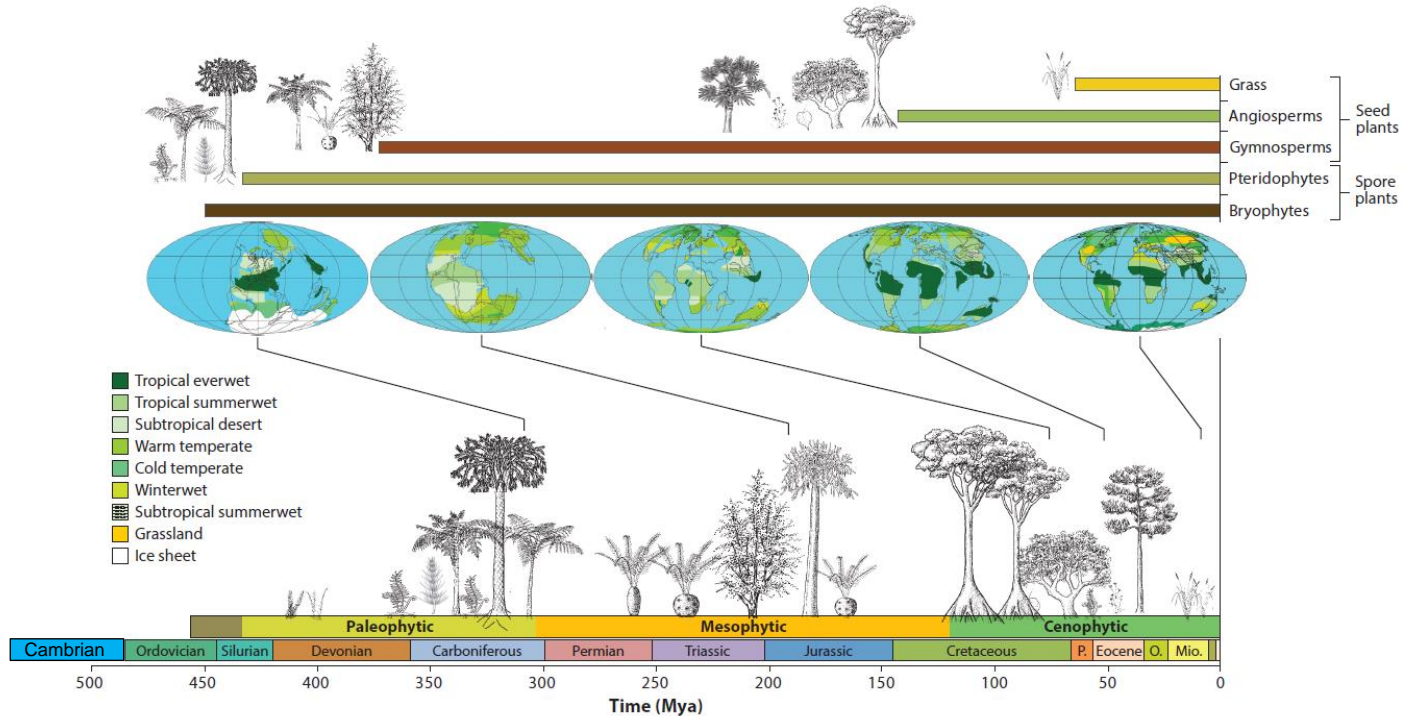 Grass
Angiosperms
Gymnosperms
Pteridophytes
Bryophytes
Seed
plants
Spore
plants
Tropical everwet
Tropical summerwet
Subtropical desert
Warm temperate
Cold temperate
Winterwet
Subtropical summerwet
Grassland
Ice sheet
Paleophytic Mesophytic Cenophytic
Cambrian Ordovician Silurian Devonian Carboniferous Permian Triassic Jurassic Cretaceous P. Eocene O. Mio.
500 450 400 350 300 250 200 150 100 50 0
Time (Mya)